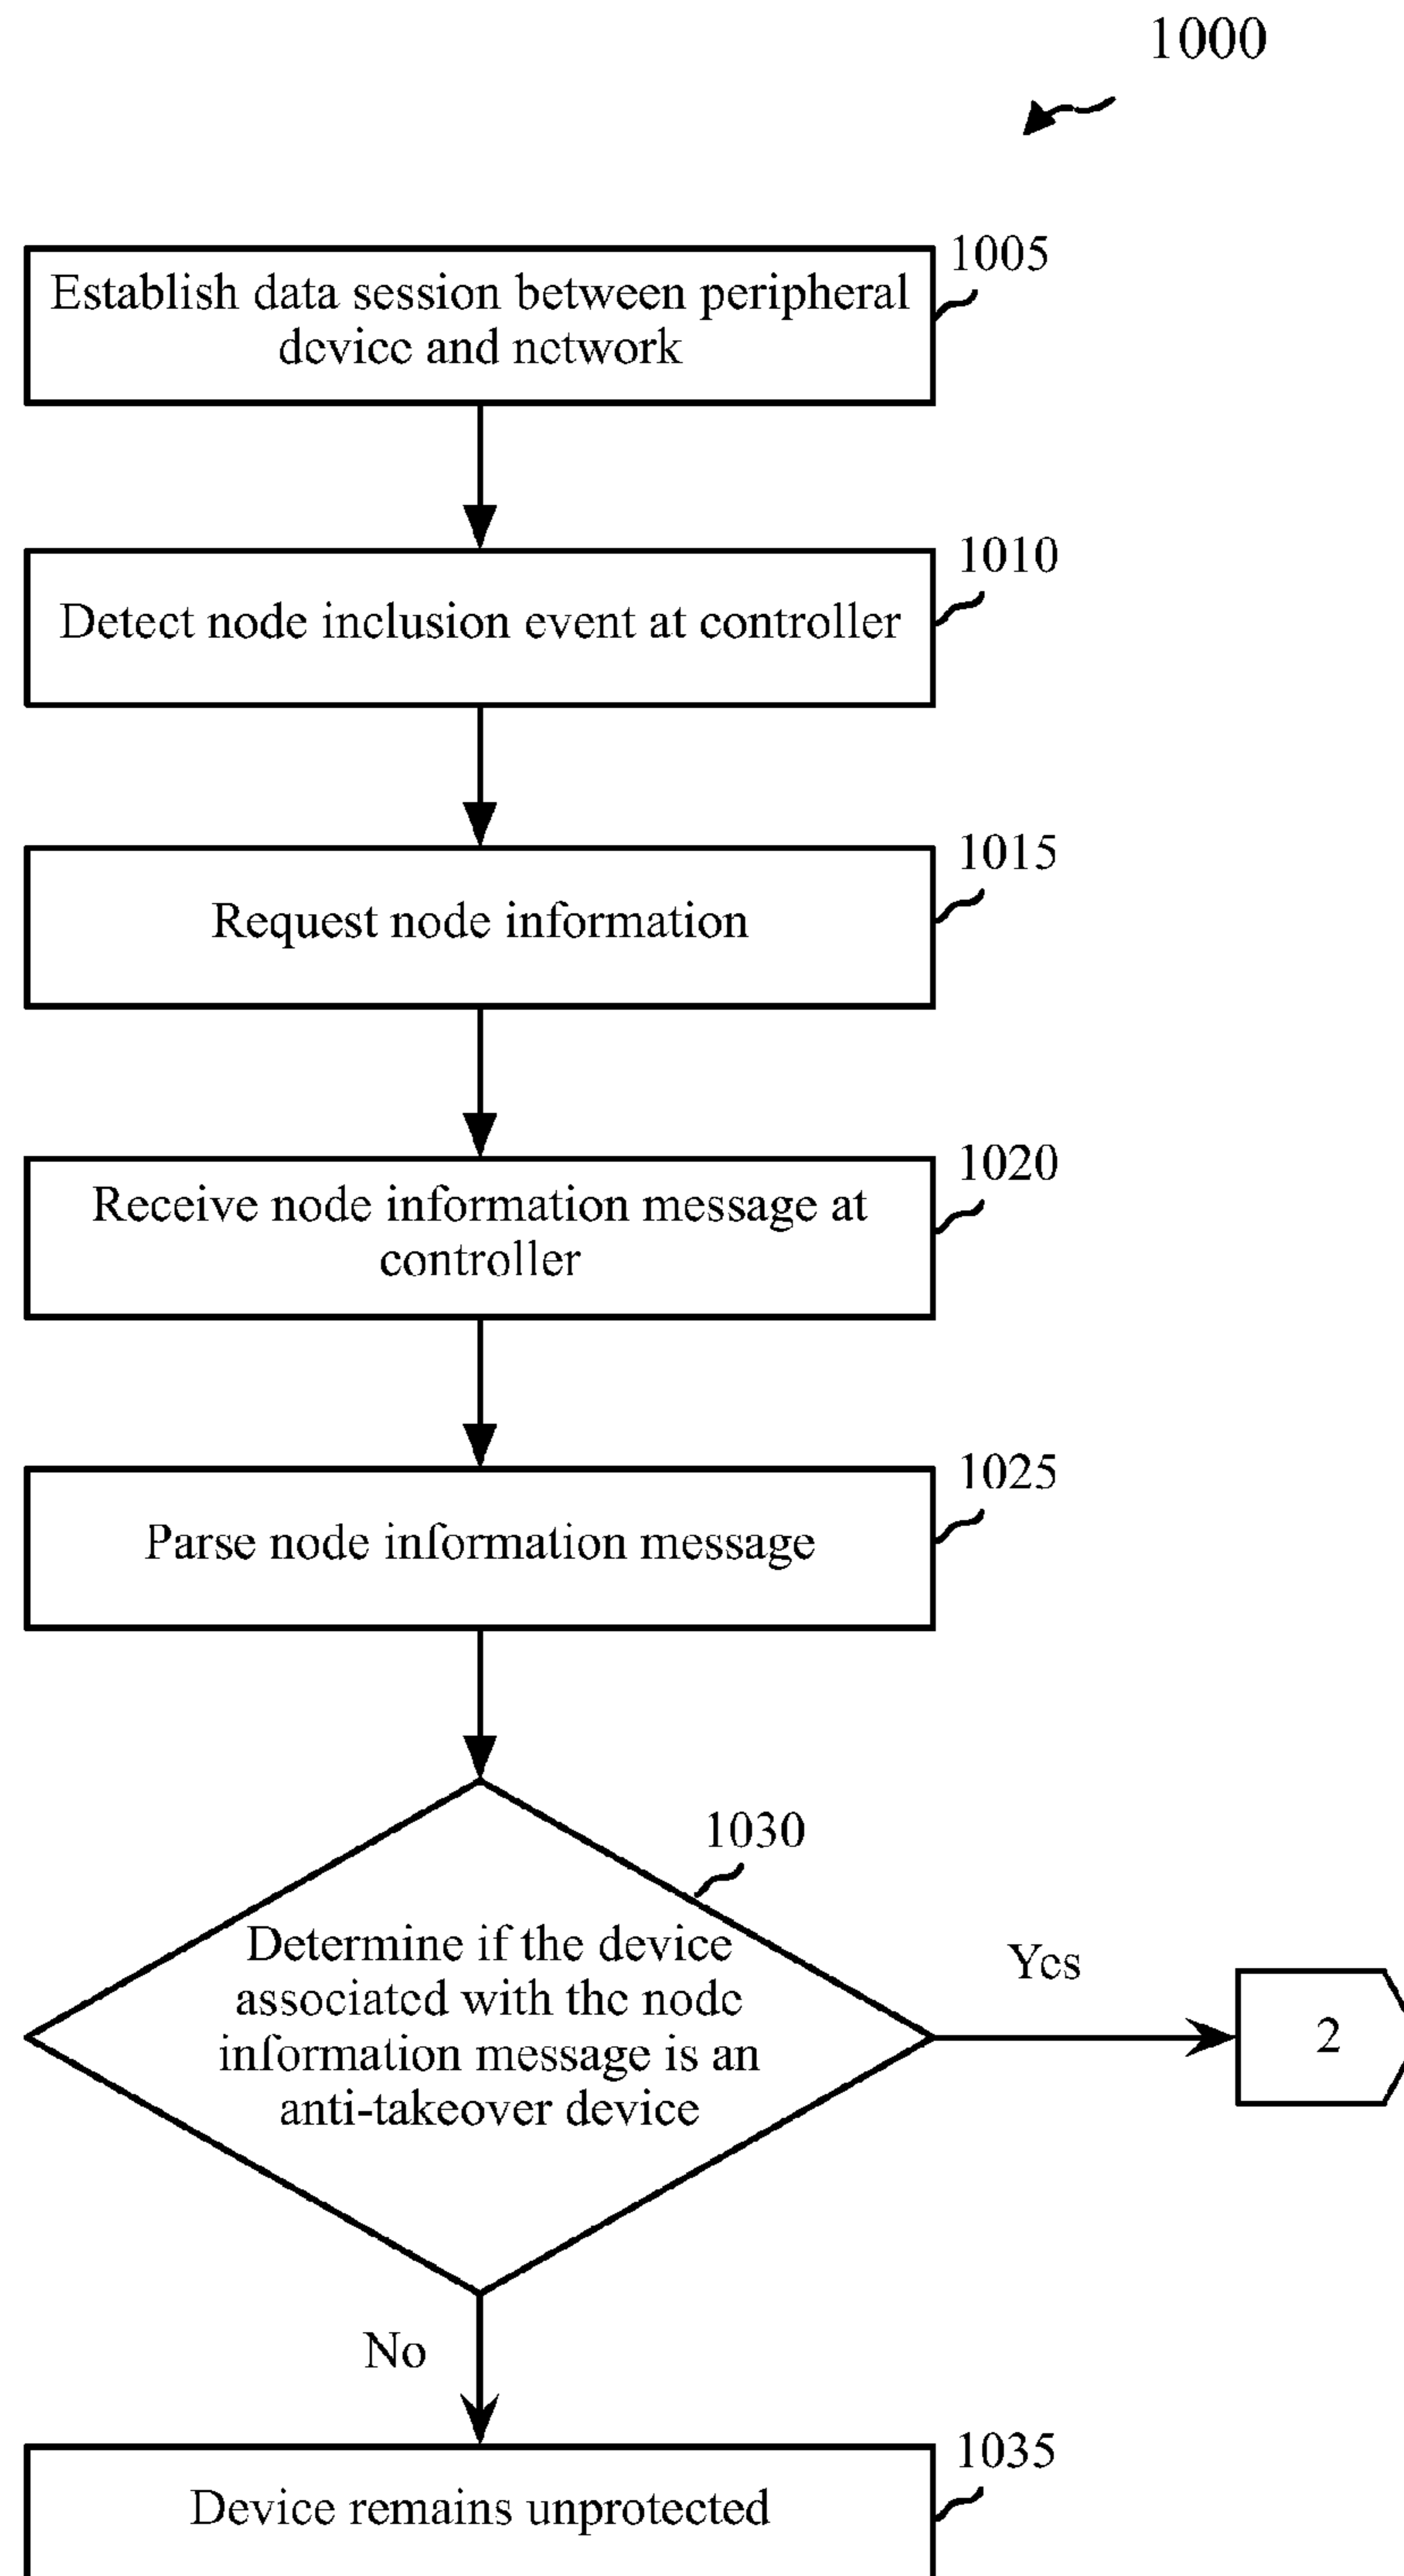 1000
1005
Establish data session between peripheral
device and network
1010
Detect node inclusion event at controller
1015
Request node information
1020
Receive node information message at
controller
1025
Parse node information message
1030
Determine if the device
associated with the node
information message is an
anti-takeover device
Yes
2
No
1035
Device remains unprotected